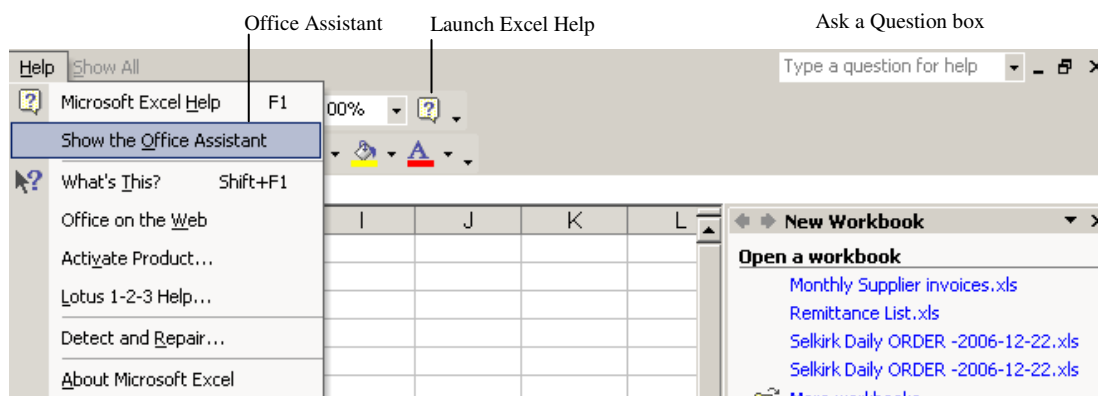 Office Assistant Launch Excel Help Ask a Question box
Help Show All Type a question for help
Microsoft Excel Help F1 00%
Show the Office Assistant
What's This? Shift+F1
Office on the Web I J K L New Workbook
Activate Product... Open a workbook
Lotus 1-2-3 Help... Monthly Supplier invoices.xls
Remittance List.xls
Detect and Repair... Selkirk Daily ORDER -2006-12-22.xls
About Microsoft Excel Selkirk Daily ORDER -2006-12-22.xls